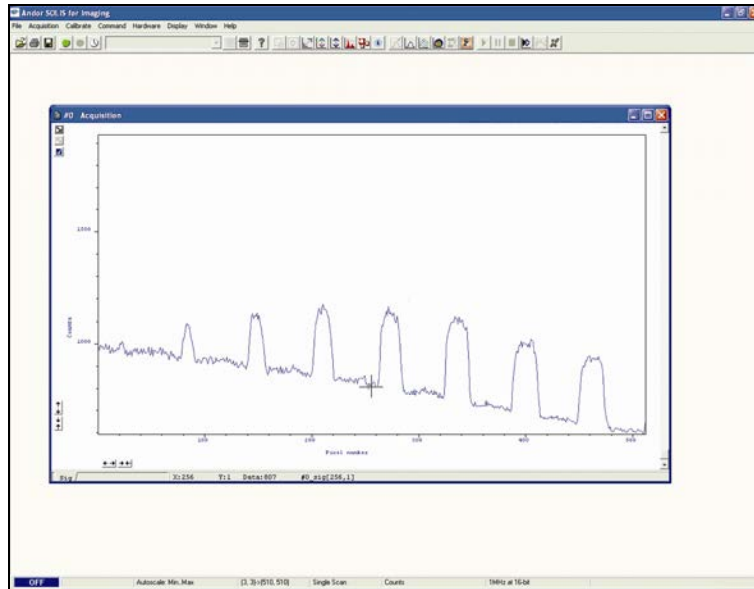 Andor SOLIS for Imaging
File Acquisition Calibrate Command Hardware Display Window Help
#0 Acquisition
1500
1000
Counts
100 200 300 400 500
Pixel number
Sig X:256 Y:1 Data:807 #0_sig[256,1]
OFF Autoscale: Min..Max (3, 3)->(510, 510) Single Scan Counts 1MHz at 16-bit